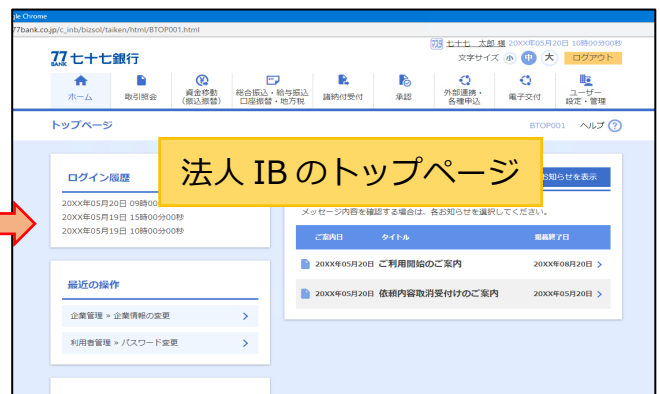 gle Chrome
77bank.co.jp/c_inb/bizsol/taiken/html/BTOP001.html
77 BANK 七十七銀行
七十七 太郎 様 20XX年05月20日 10時00分00秒
文字サイズ 小 中 大 ログアウト
ホーム
取引照会
資金移動
(振込振替)
総合振込・給与振込
口座振替・地方税
諸納付受付
承認
外部連携・
各種申込
電子交付
ユーザー
設定・管理
トップページ
BTOP001 ヘルプ ?
法人 IB のトップページ
ログイン履歴
20XX年05月20日 09時00
20XX年05月19日 15時00分00秒
20XX年05月19日 10時00分00秒
お知らせを表示
メッセージ内容を確認する場合は、各お知らせを選択してください。
ご案内日 タイトル 掲載終了日
20XX年05月20日 ご利用開始のご案内 20XX年08月20日
20XX年05月20日 依頼内容取消受付けのご案内 20XX年05月20日
最近の操作
企業管理 » 企業情報の変更
利用者管理 » パスワード変更